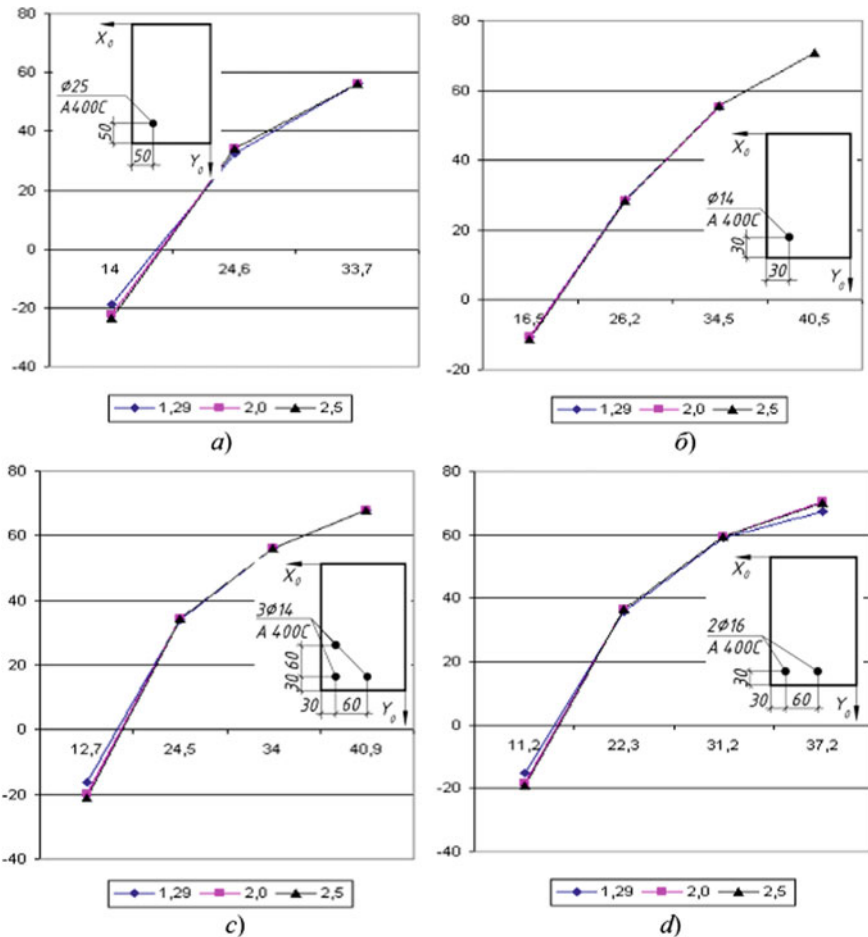 80
60
40
20
0
-20
-40
X₀
Ø25
A400C
50
50
Y₀
14 24,6 33,7
1,29 2,0 2,5
а)
80
60
40
20
0
-20
X₀
Ø14
A 400C
30
30
Y₀
16,5 26,2 34,5 40,5
1,29 2,0 2,5
б)
80
60
40
20
0
-20
-40
X₀
3Ø14
A 400C
60
30
30 60
Y₀
12,7 24,5 34 40,9
1,29 2,0 2,5
c)
80
60
40
20
0
-20
-40
X₀
2Ø16
A 400C
30
30 60
Y₀
11,2 22,3 31,2 37,2
1,29 2,0 2,5
d)